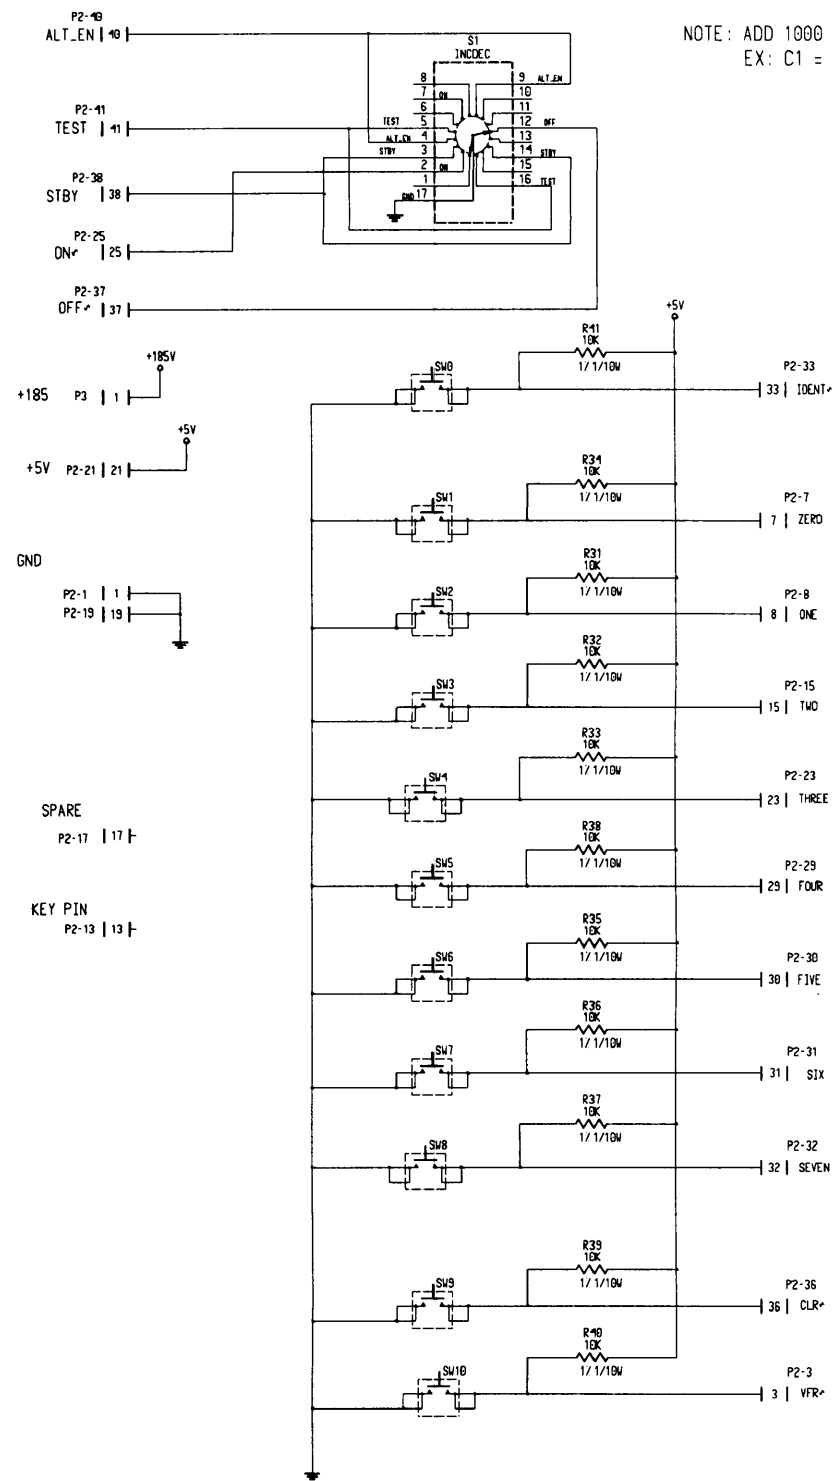 P2-40
ALT_EN 40
NOTE: ADD 1000
EX: C1 =
S1
INCDEC
8
7 ON
6
TEST 5
ALT_EN 4
STBY 3
2 ON
1
GND 17
9 ALT_EN
10
11
12 OFF
13
14 STBY
15
16 TEST
P2-41
TEST 41
P2-38
STBY 38
P2-25
ON* 25
P2-37
OFF* 37
+185V
+185 P3 1
+5V
+5V P2-21 21
GND
P2-1 1
P2-19 19
SPARE
P2-17 17
KEY PIN
P2-13 13
+5V
R41
10K
1/ 1/10W
SW0
P2-33
33 IDENT*
R34
10K
1/ 1/10W
SW1
P2-7
7 ZERO
R31
10K
1/ 1/10W
SW2
P2-8
8 ONE
R32
10K
1/ 1/10W
SW3
P2-15
15 TWO
R33
10K
1/ 1/10W
SW4
P2-23
23 THREE
R38
10K
1/ 1/10W
SW5
P2-29
29 FOUR
R35
10K
1/ 1/10W
SW6
P2-30
30 FIVE
R36
10K
1/ 1/10W
SW7
P2-31
31 SIX
R37
10K
1/ 1/10W
SW8
P2-32
32 SEVEN
R39
10K
1/ 1/10W
SW9
P2-36
36 CLR*
R40
10K
1/ 1/10W
SW10
P2-3
3 VFR*